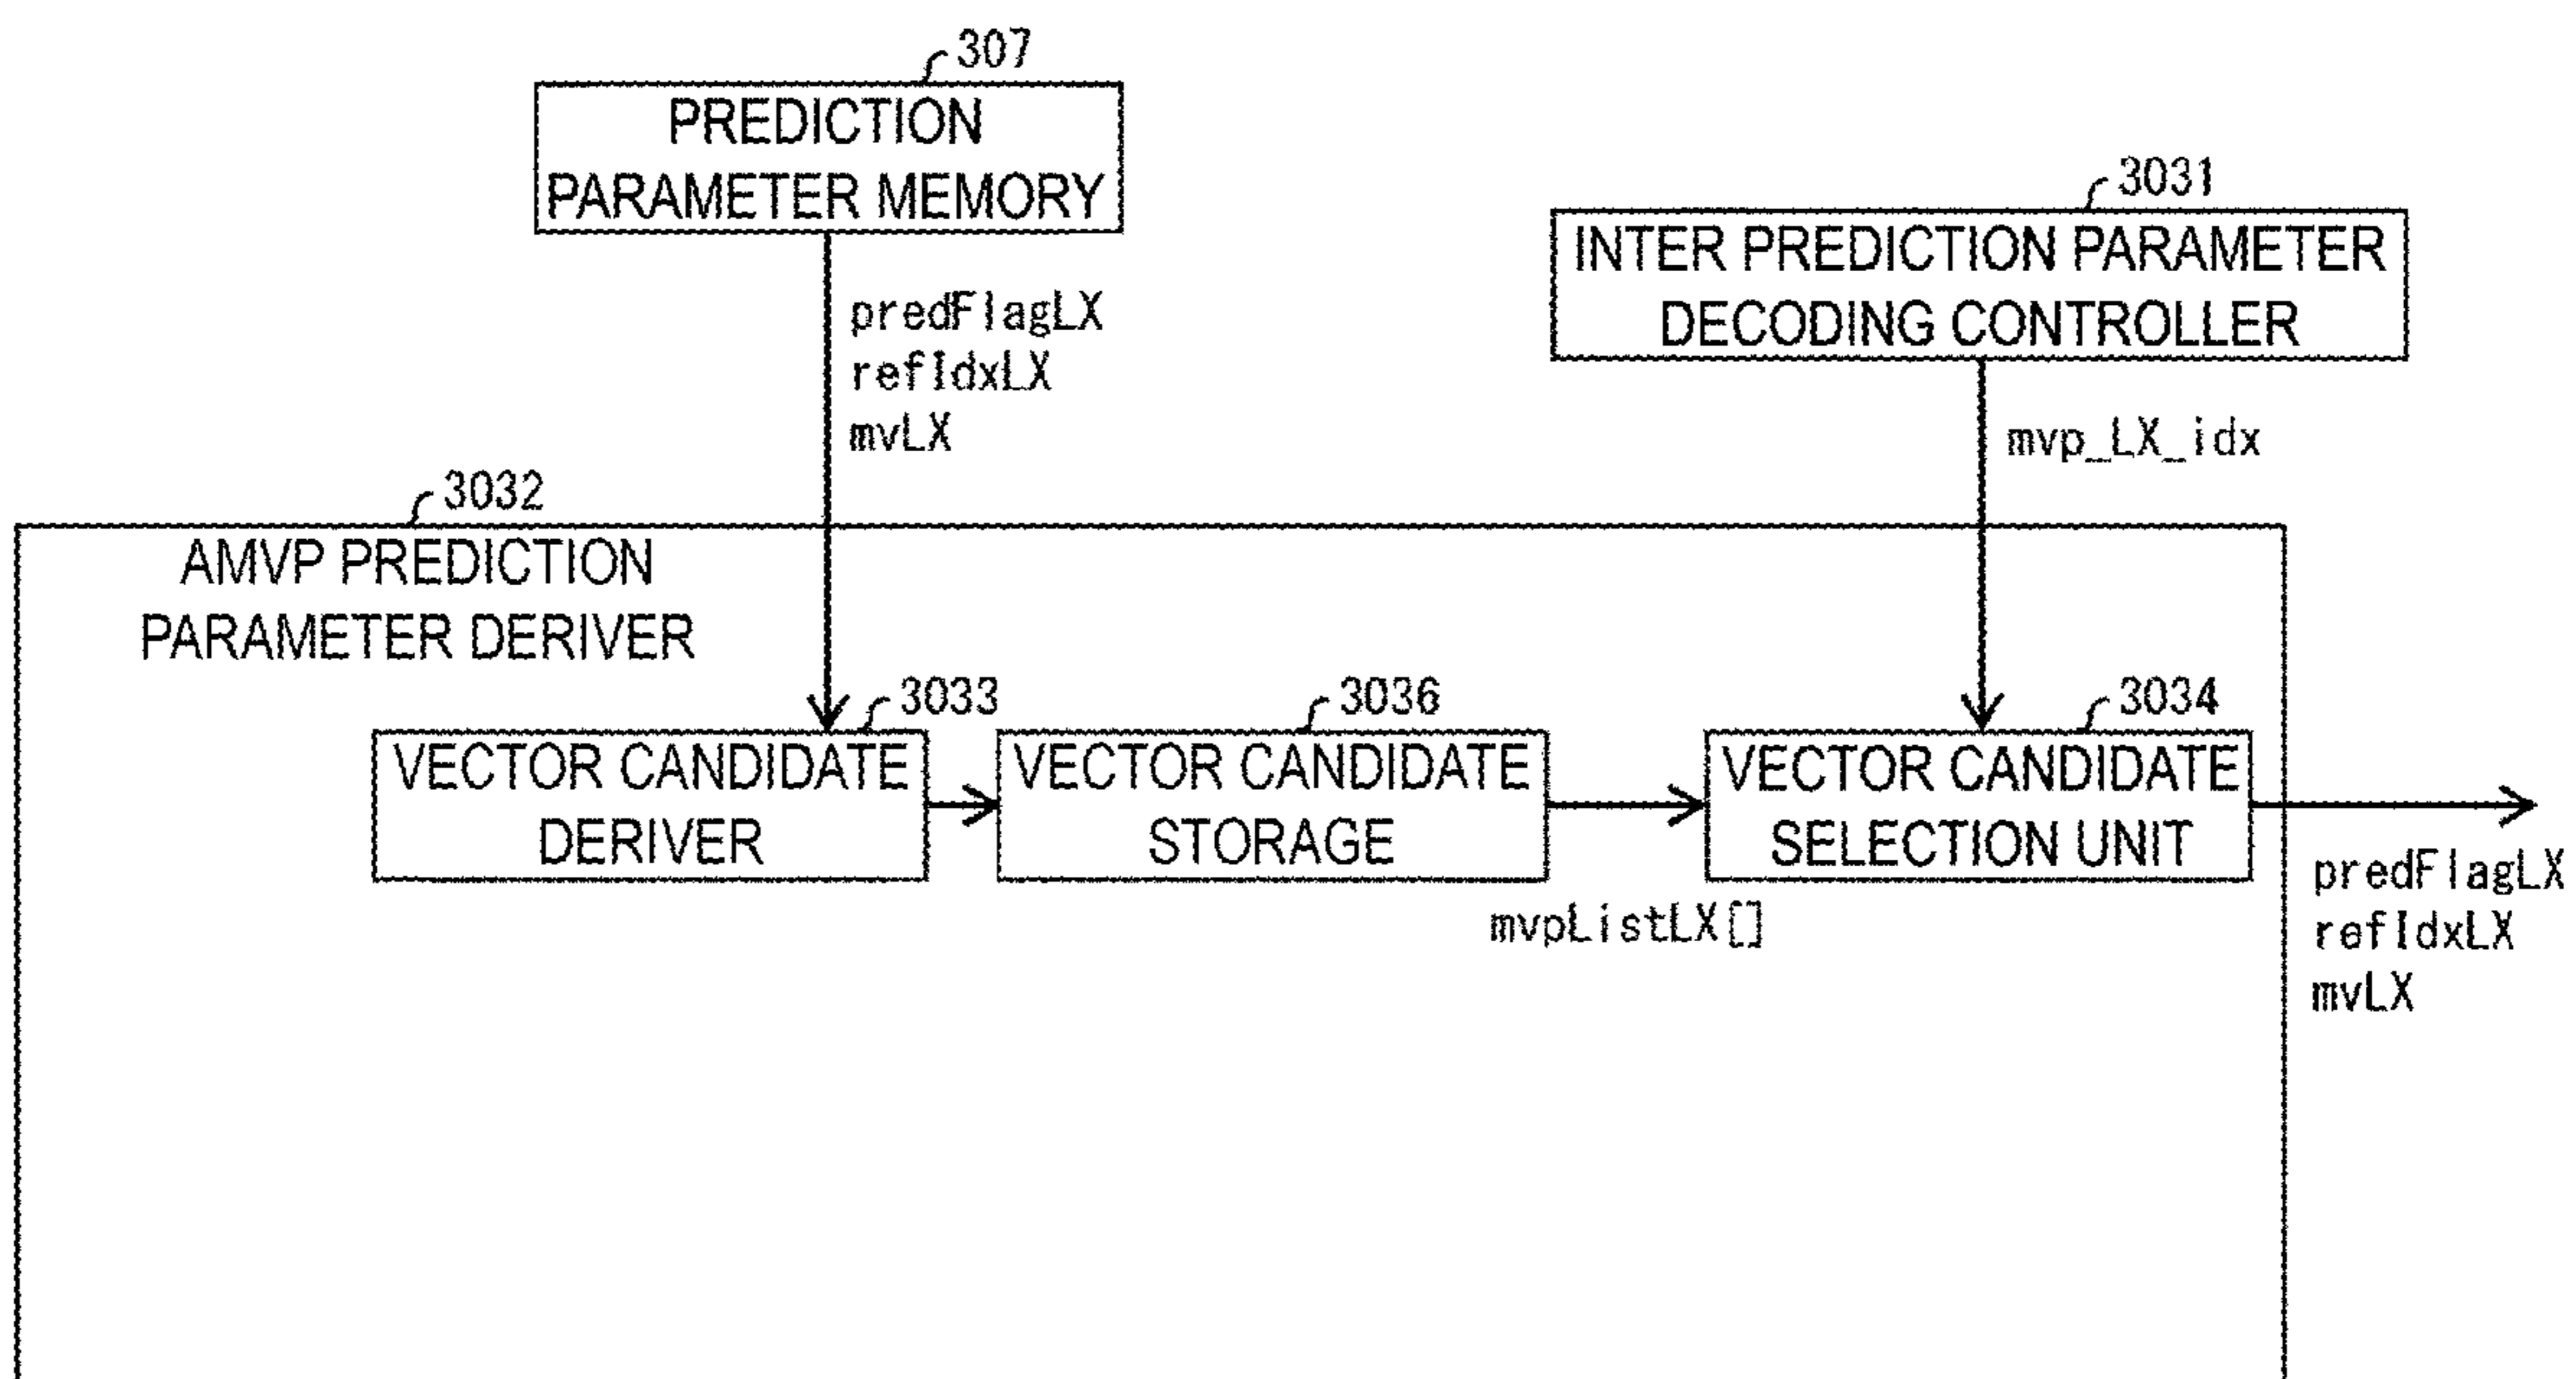 307
PREDICTION
PARAMETER MEMORY
3031
INTER PREDICTION PARAMETER
DECODING CONTROLLER
predFlagLX
refIdxLX
mvLX
mvp_LX_idx
3032
AMVP PREDICTION
PARAMETER DERIVER
3033
VECTOR CANDIDATE
DERIVER
3036
VECTOR CANDIDATE
STORAGE
3034
VECTOR CANDIDATE
SELECTION UNIT
mvpListLX[]
predFlagLX
refIdxLX
mvLX